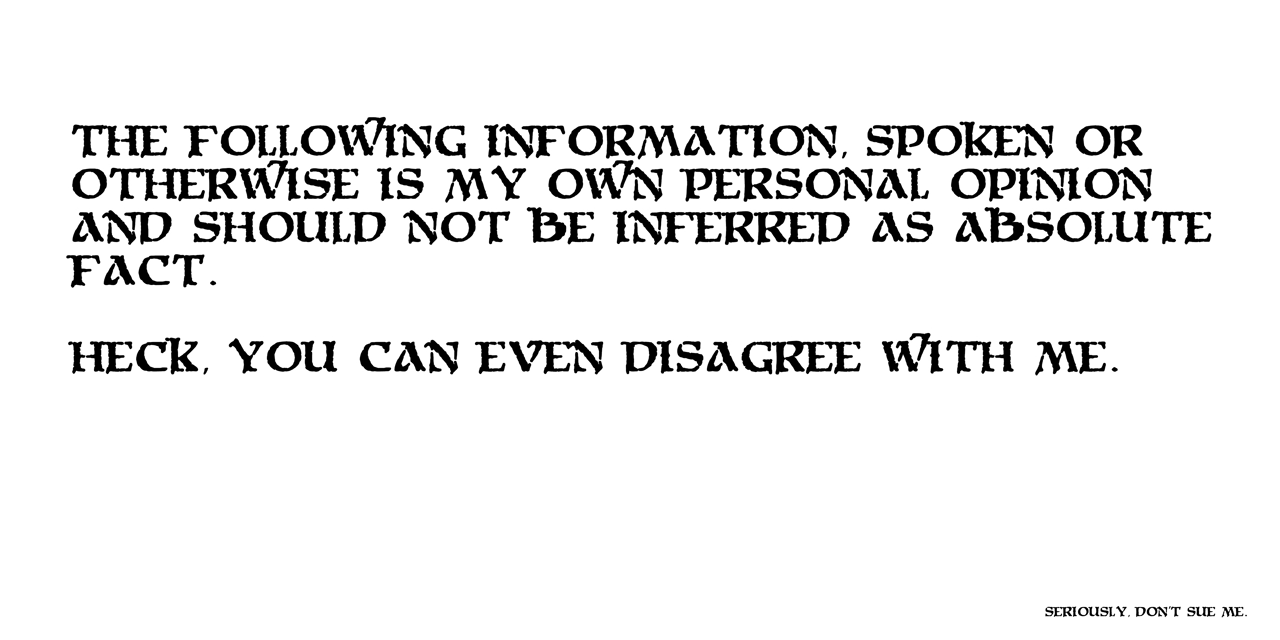 THE FOLLOWING INFORMATION, SPOKEN OR
OTHERWISE IS MY OWN PERSONAL OPINION
AND SHOULD NOT BE INFERRED AS ABSOLUTE
FACT.
HECK, YOU CAN EVEN DISAGREE WITH ME.
SERIOUSLY, DON'T SUE ME.